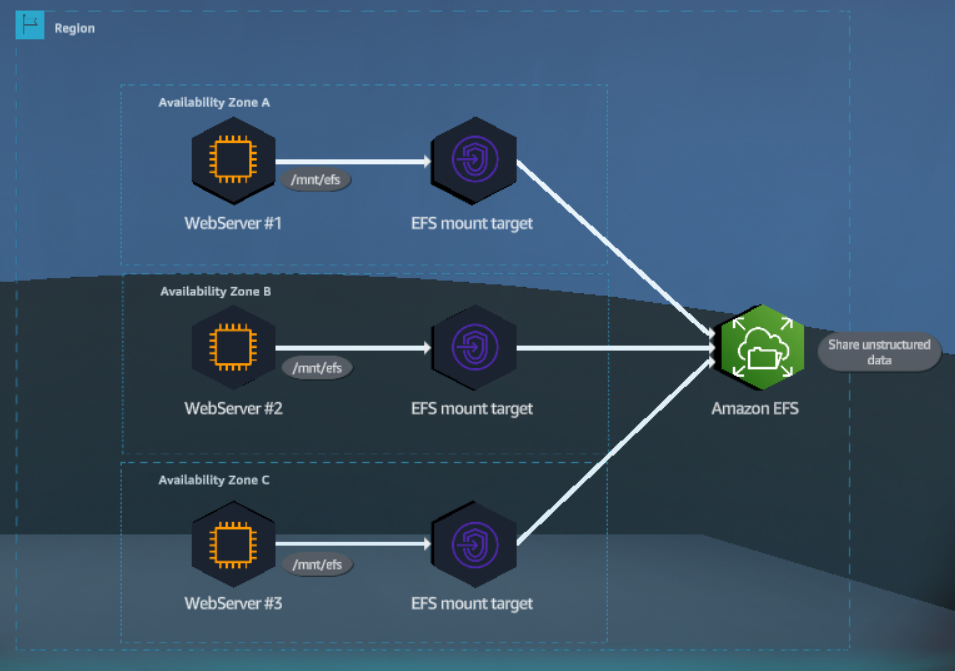 Region
Availability Zone A
/mnt/efs
WebServer #1
EFS mount target
Availability Zone B
/mnt/efs
WebServer #2
EFS mount target
Amazon EFS
Share unstructured
data
Availability Zone C
/mnt/efs
WebServer #3
EFS mount target